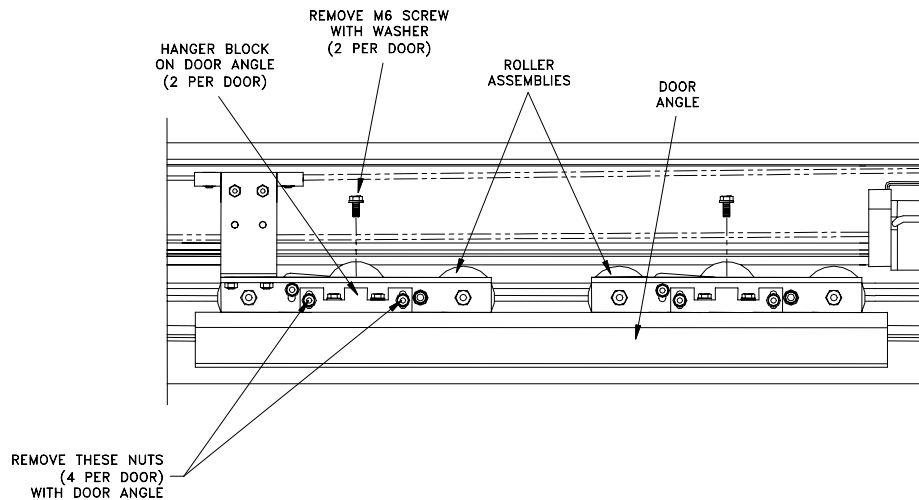 REMOVE M6 SCREW
WITH WASHER
(2 PER DOOR)
HANGER BLOCK
ON DOOR ANGLE
(2 PER DOOR)
ROLLER
ASSEMBLIES
DOOR
ANGLE
REMOVE THESE NUTS
(4 PER DOOR)
WITH DOOR ANGLE